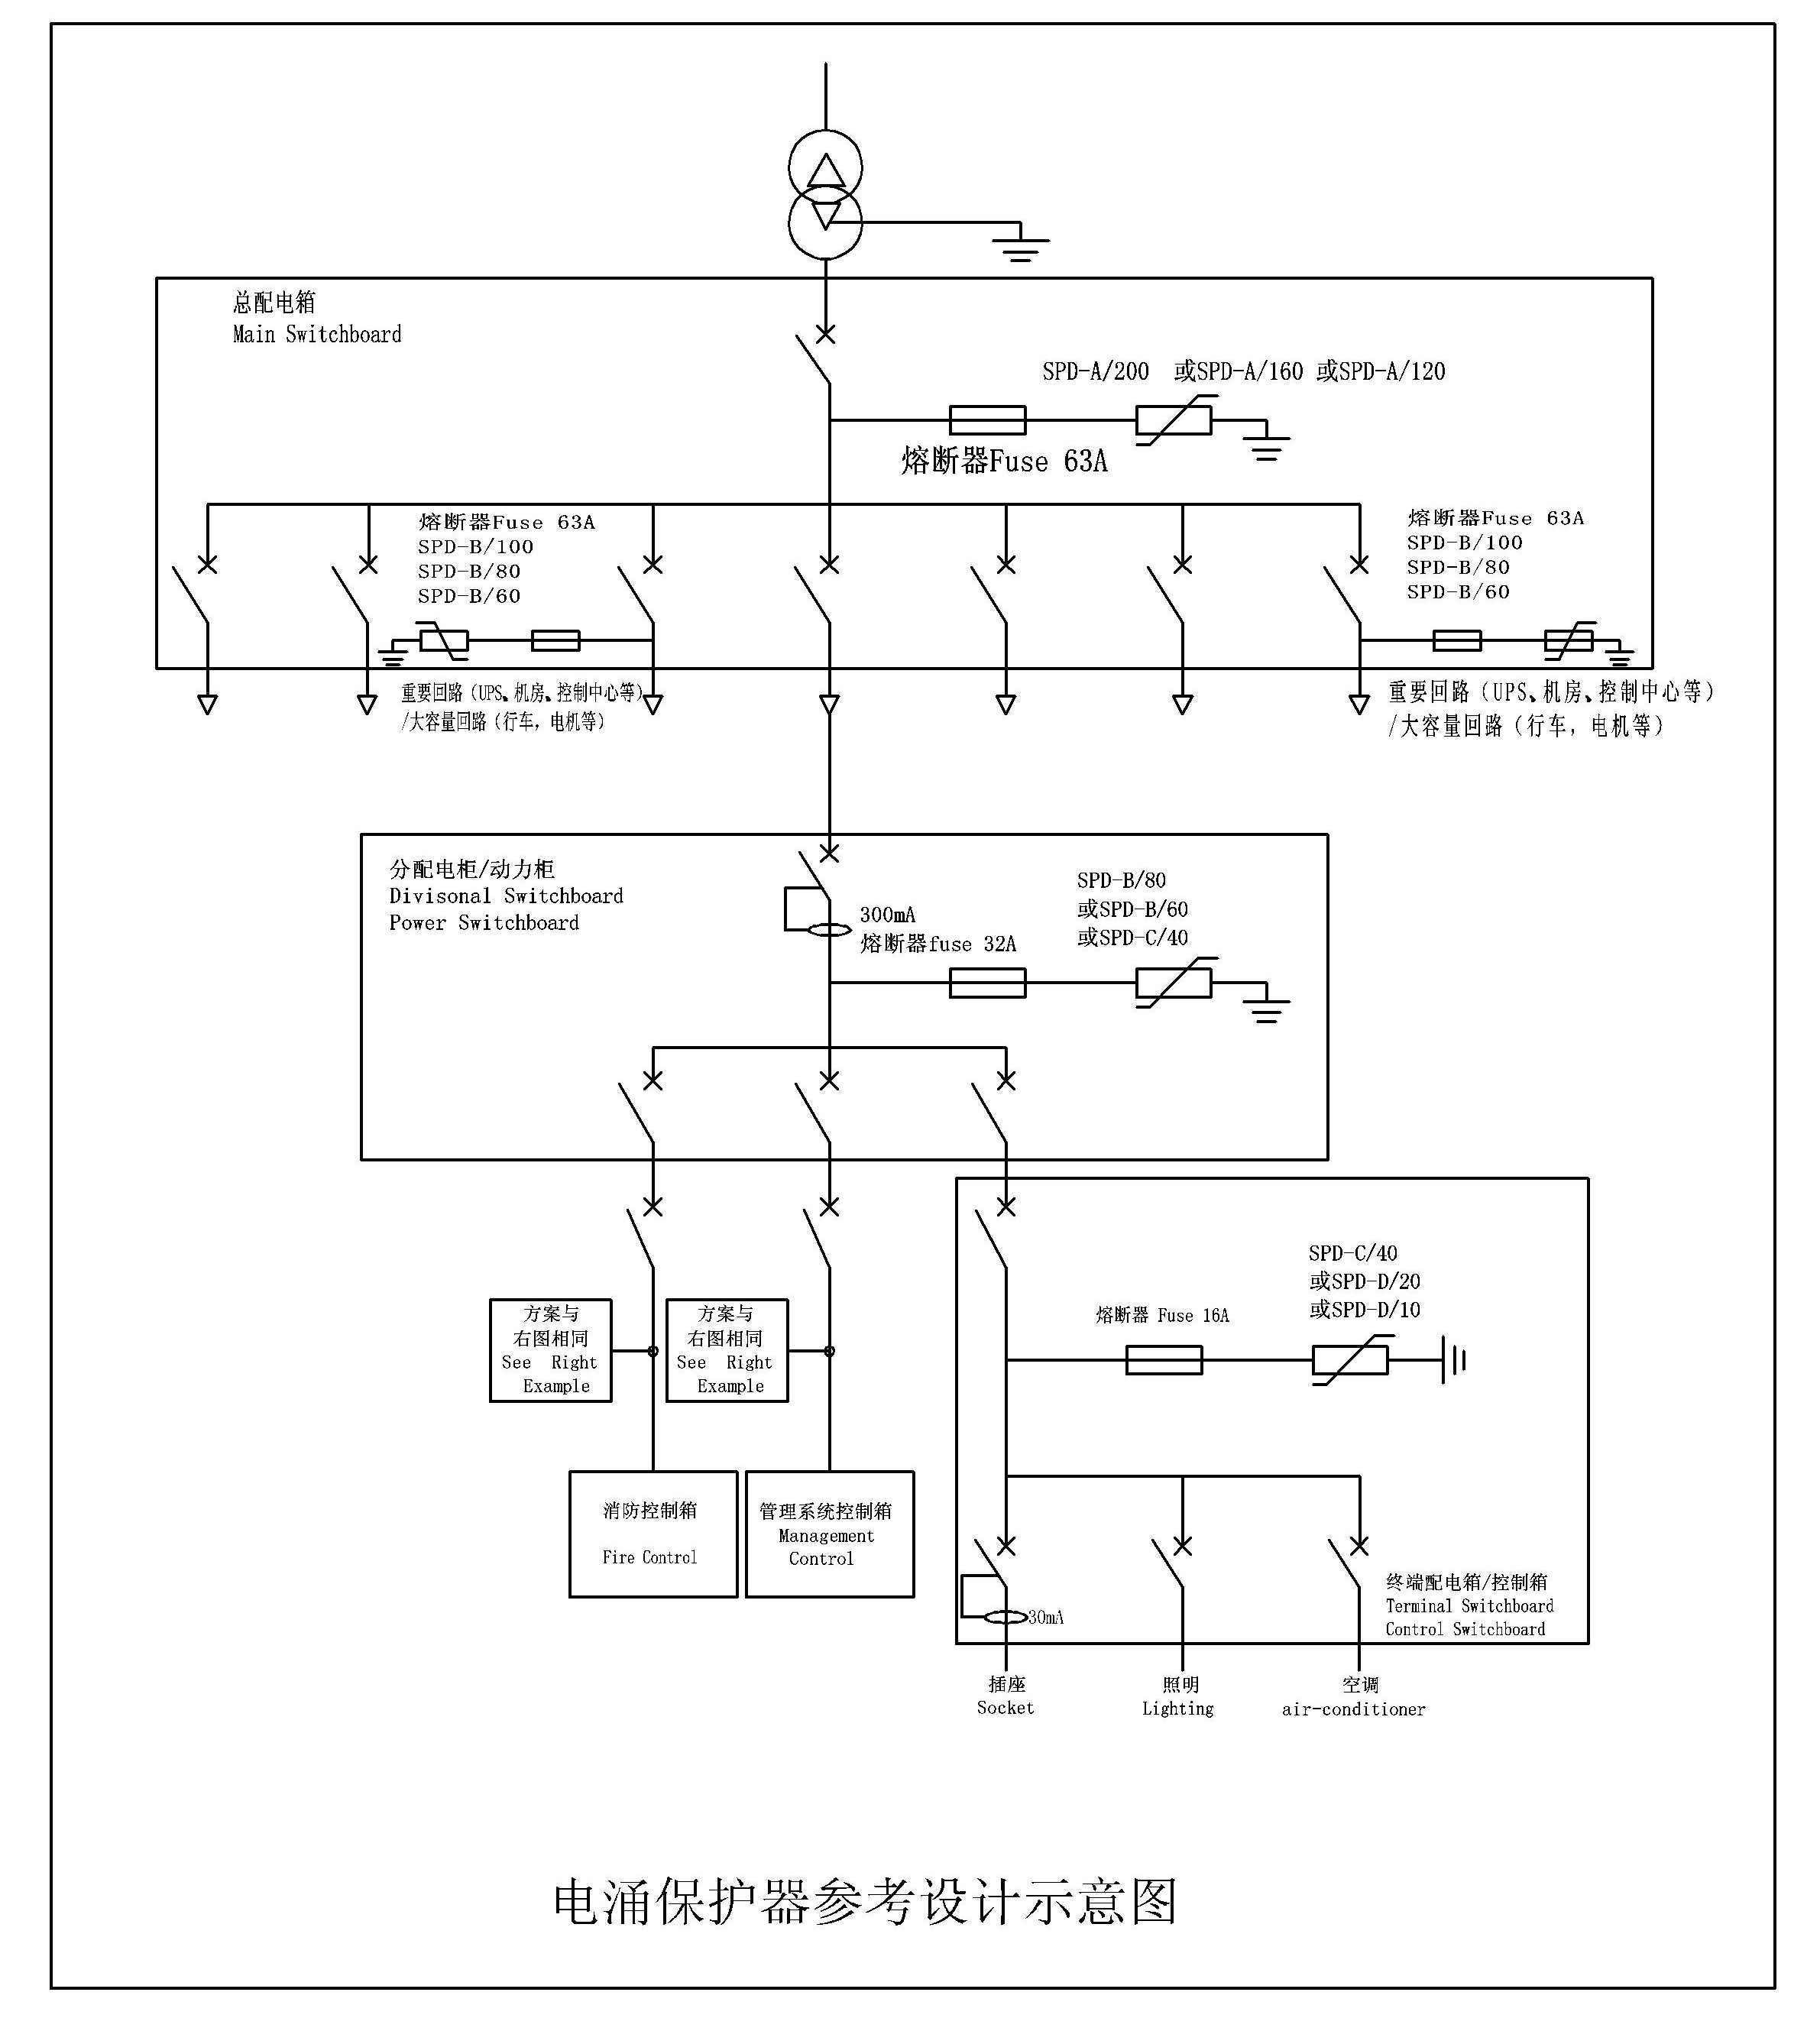 总配电箱
Main Switchboard
SPD-A/200 或SPD-A/160 或SPD-A/120
熔断器Fuse 63A
熔断器Fuse 63A
SPD-B/100
SPD-B/80
SPD-B/60
熔断器Fuse 63A
SPD-B/100
SPD-B/80
SPD-B/60
重要回路（UPS、机房、控制中心等）
/大容量回路（行车，电机等）
重要回路（UPS、机房、控制中心等）
/大容量回路（行车，电机等）
分配电柜/动力柜
Divisonal Switchboard
Power Switchboard
300mA
熔断器fuse 32A
SPD-B/80
或SPD-B/60
或SPD-C/40
方案与
右图相同
See Right
Example
方案与
右图相同
See Right
Example
熔断器 Fuse 16A
SPD-C/40
或SPD-D/20
或SPD-D/10
消防控制箱
Fire Control
管理系统控制箱
Management
Control
30mA
终端配电箱/控制箱
Terminal Switchboard
Control Switchboard
插座
Socket
照明
Lighting
空调
air-conditioner
电涌保护器参考设计示意图